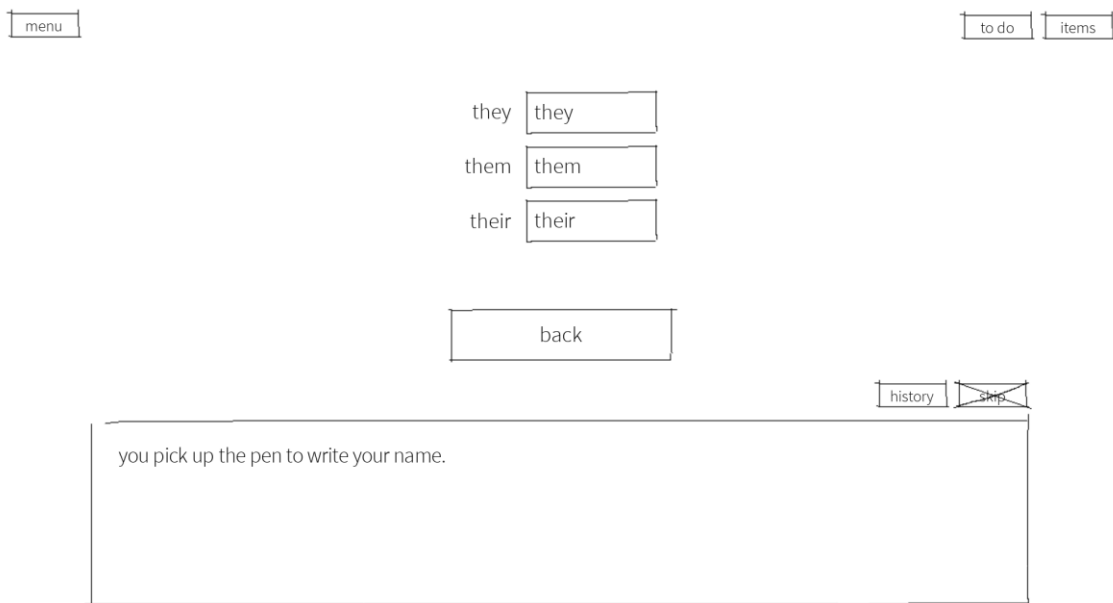 menu
to do
items
they they
them them
their their
back
history
skip
you pick up the pen to write your name.